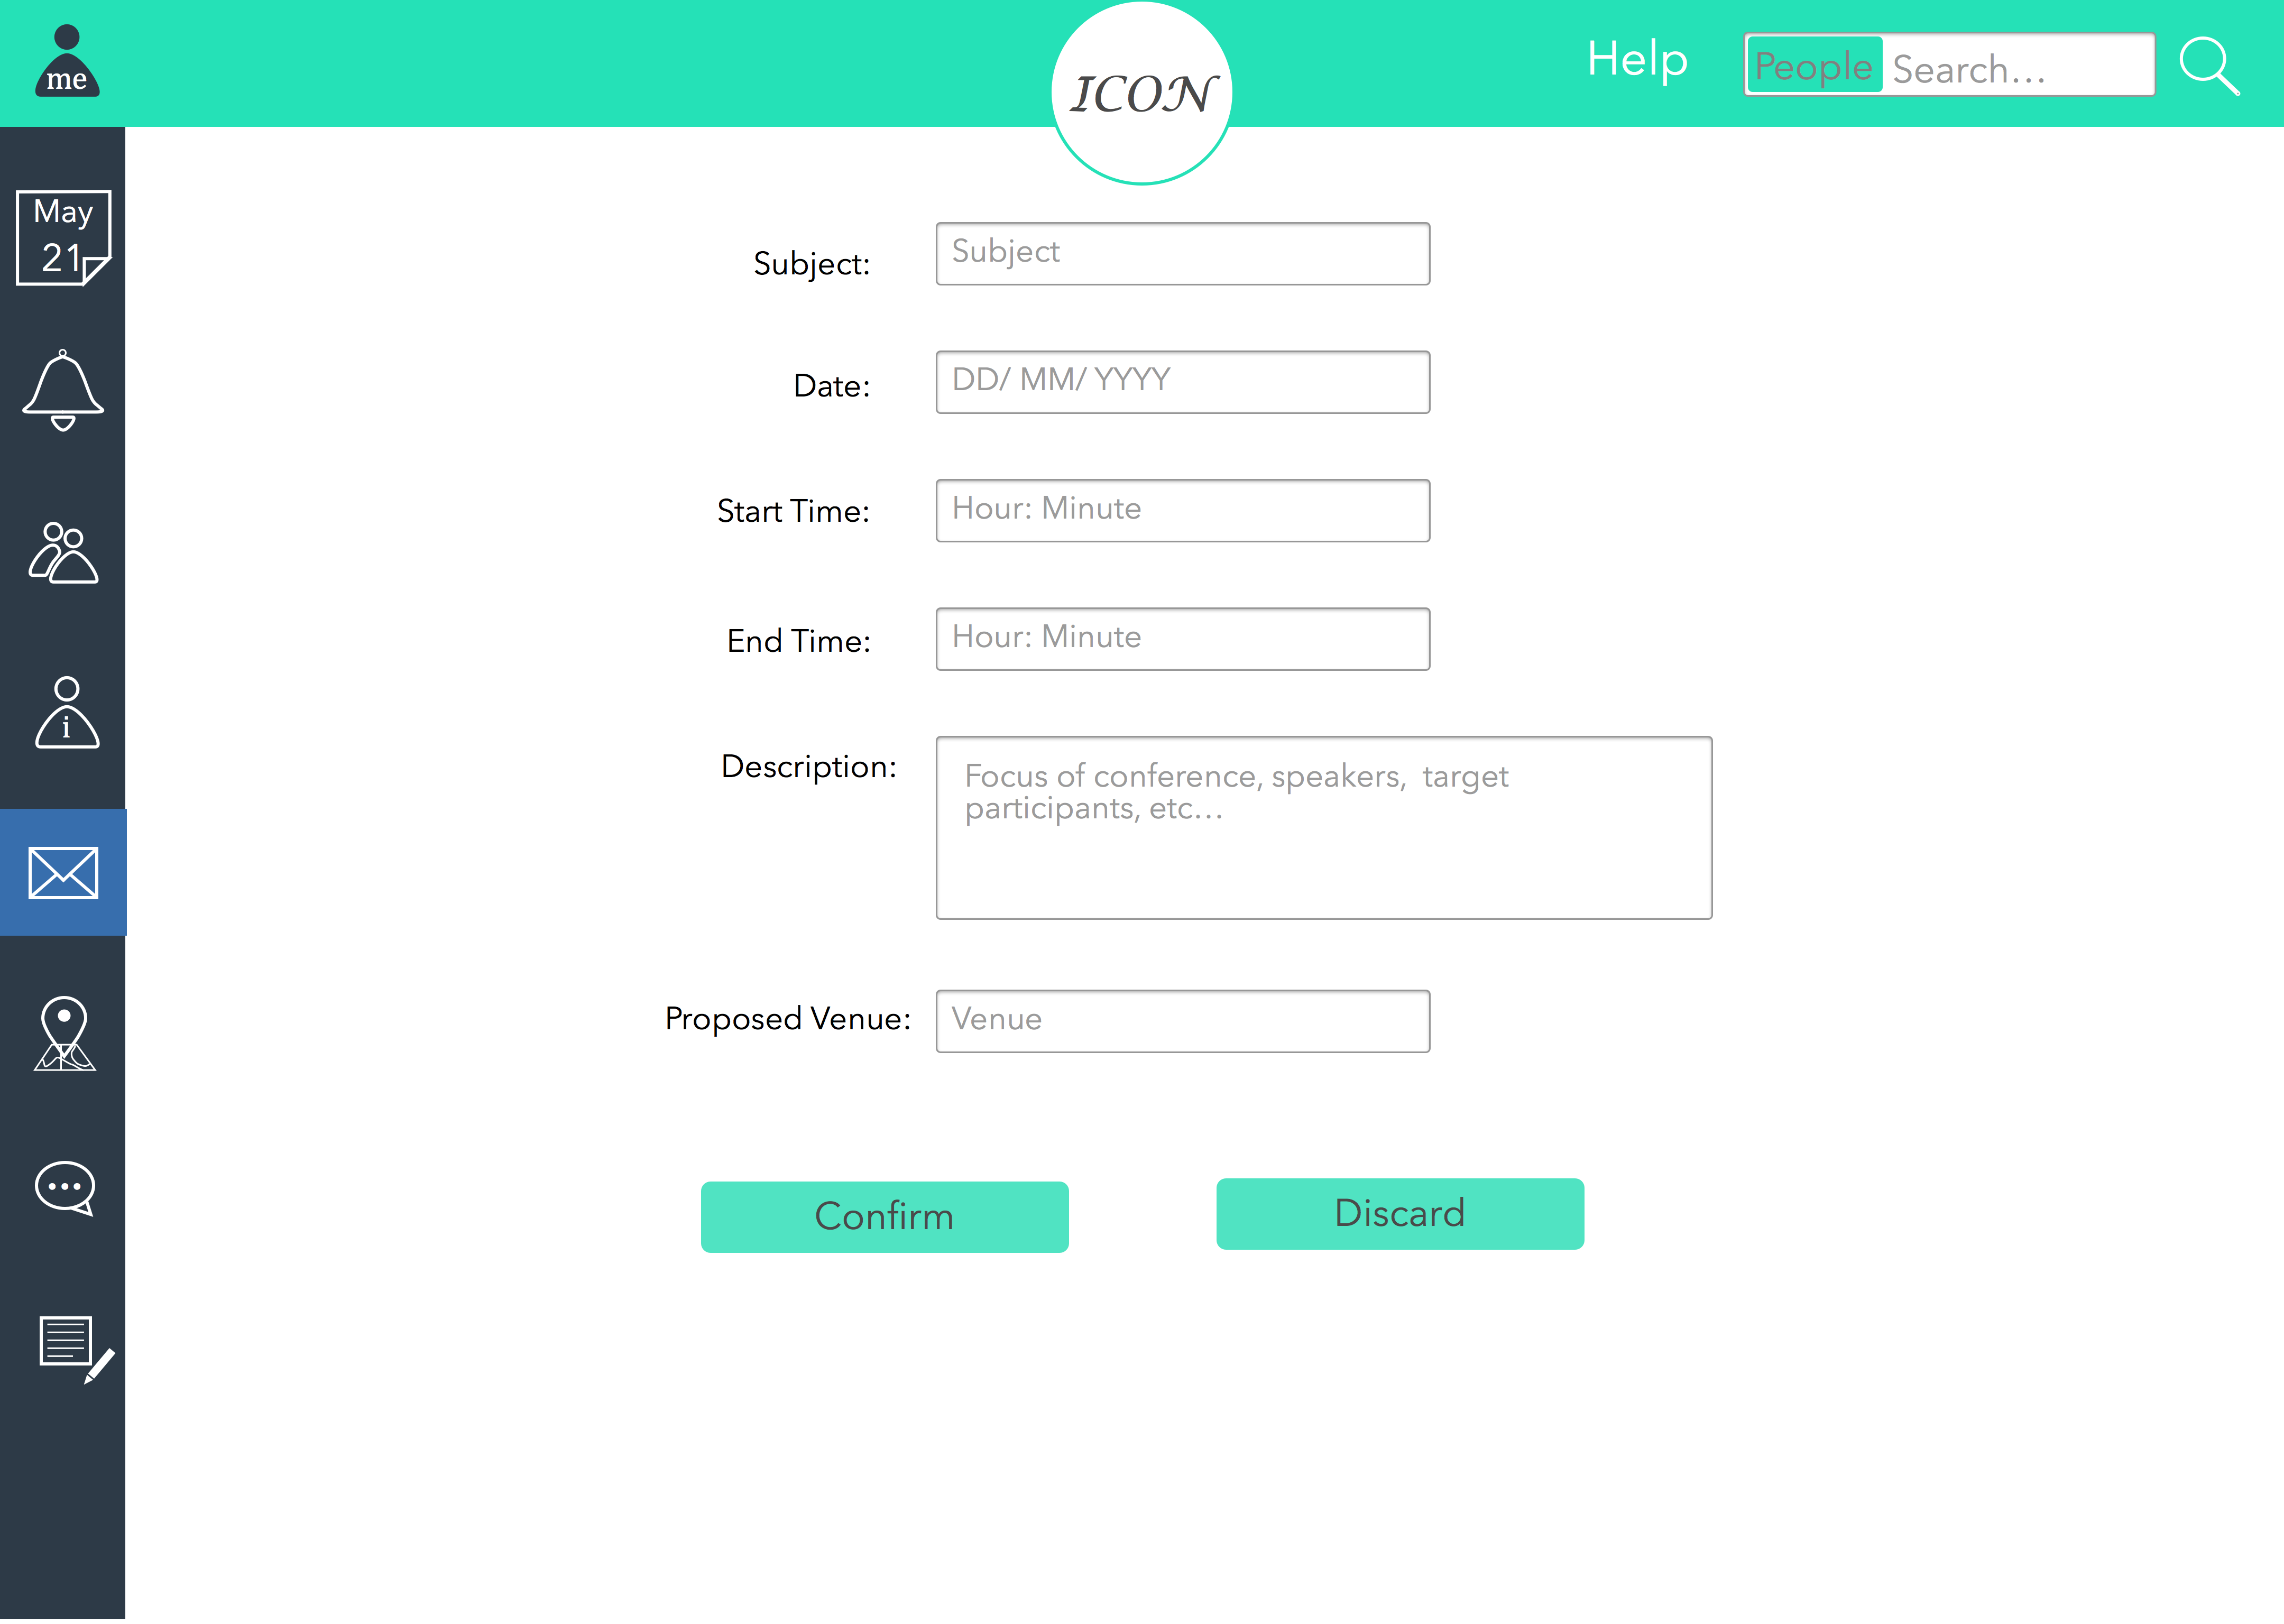 me
ICON
Help
People Search...
May
21
i
Subject: Subject
Date: DD/ MM/ YYYY
Start Time: Hour: Minute
End Time: Hour: Minute
Description: Focus of conference, speakers, target
participants, etc...
Proposed Venue: Venue
Confirm Discard